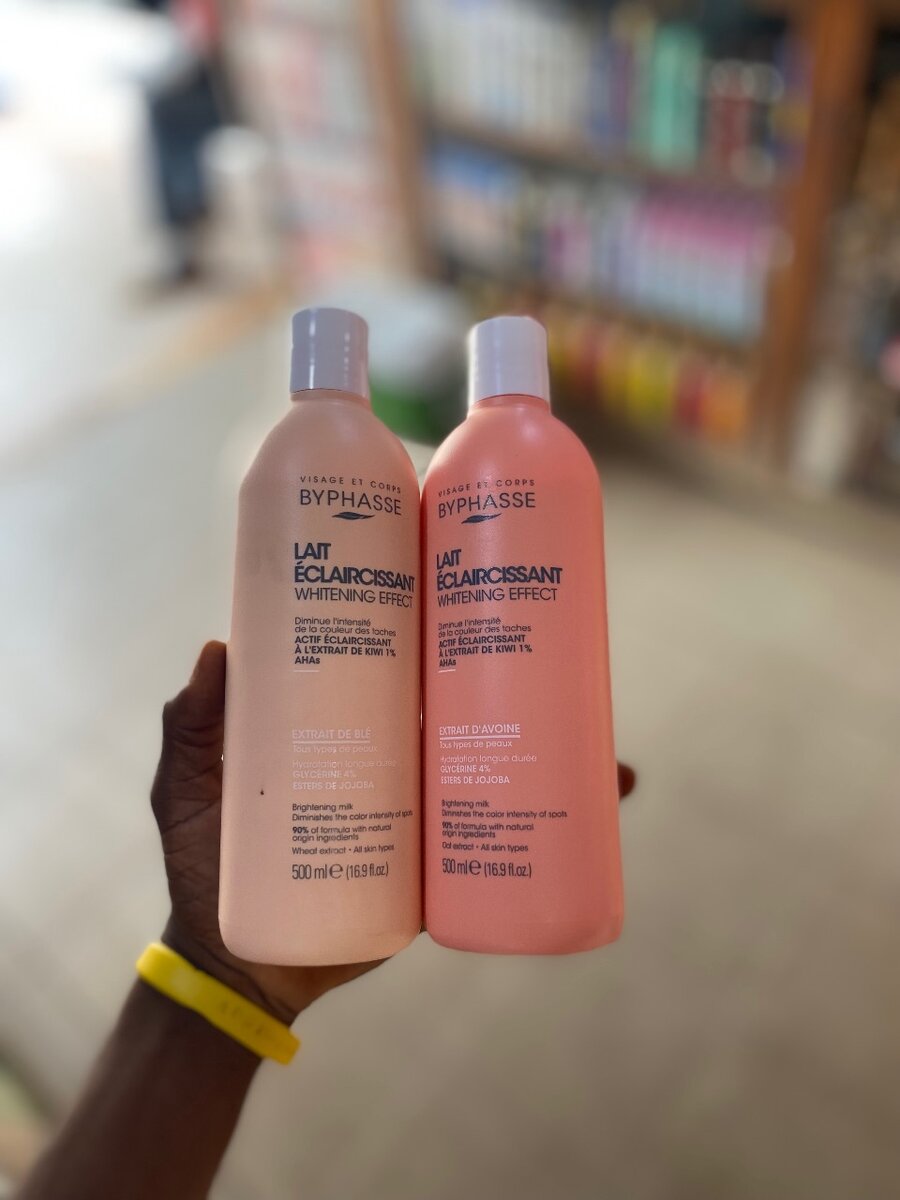 VISAGE ET CORPS
BYPHASSE
LAIT
ÉCLAIRCISSANT
WHITENING EFFECT
Diminue l'intensité
de la couleur des taches
ACTIF ÉCLAIRCISSANT
À L'EXTRAIT DE KIWI 1%
AHAs
EXTRAIT DE BLÉ
Tous types de peaux
Hydratation longue durée
GLYCÉRINE 4%
ESTERS DE JOJOBA
Brightening milk
Diminishes the color intensity of spots
90% of formula with natural
origin ingredients
Wheat extract • All skin types
500 ml ℮ (16.9 fl.oz.)
VISAGE ET CORPS
BYPHASSE
LAIT
ÉCLAIRCISSANT
WHITENING EFFECT
Diminue l'intensité
de la couleur des taches
ACTIF ÉCLAIRCISSANT
À L'EXTRAIT DE KIWI 1%
AHAs
EXTRAIT D'AVOINE
Tous types de peaux
Hydratation longue durée
GLYCÉRINE 4%
ESTERS DE JOJOBA
Brightening milk
Diminishes the color intensity of spots
90% of formula with natural
origin ingredients
Oat extract • All skin types
500 ml ℮ (16.9 fl.oz.)